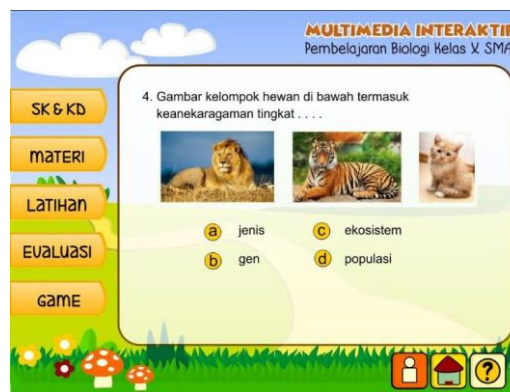 MULTIMEDIA INTERAKTIF
Pembelajaran Biologi Kelas X SMA
SK & KD
MATERI
LATIHAN
EVALUASI
GAME
4. Gambar kelompok hewan di bawah termasuk
keanekaragaman tingkat . . . .
a jenis
c ekosistem
b gen
d populasi
?